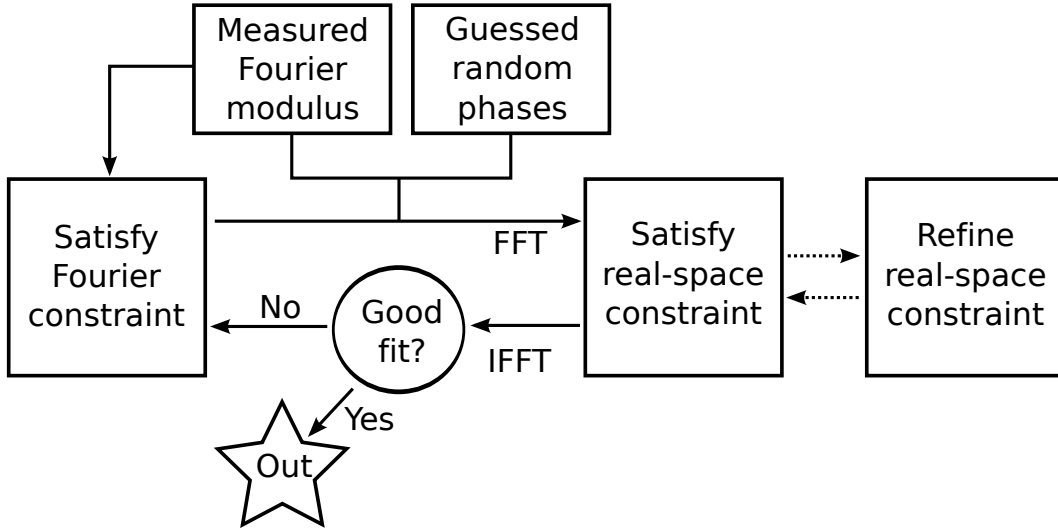 Measured
Fourier
modulus
Guessed
random
phases
Satisfy
Fourier
constraint
FFT
Satisfy
real-space
constraint
Refine
real-space
constraint
No
Good
fit?
IFFT
Yes
Out